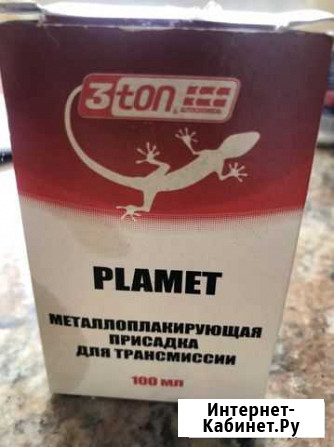 3ton
PLAMET
МЕТАЛЛОПЛАКИРУЮЩАЯ
ПРИСАДКА
ДЛЯ ТРАНСМИССИИ
100 МЛ
Интернет-
Кабинет.Ру